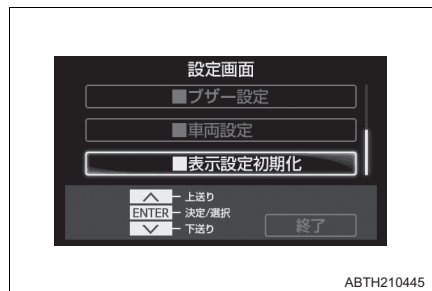 設定画面
■ブザー設定
■車両設定
■表示設定初期化
上送り
ENTER 決定/選択
下送り
終了
ABTH210445